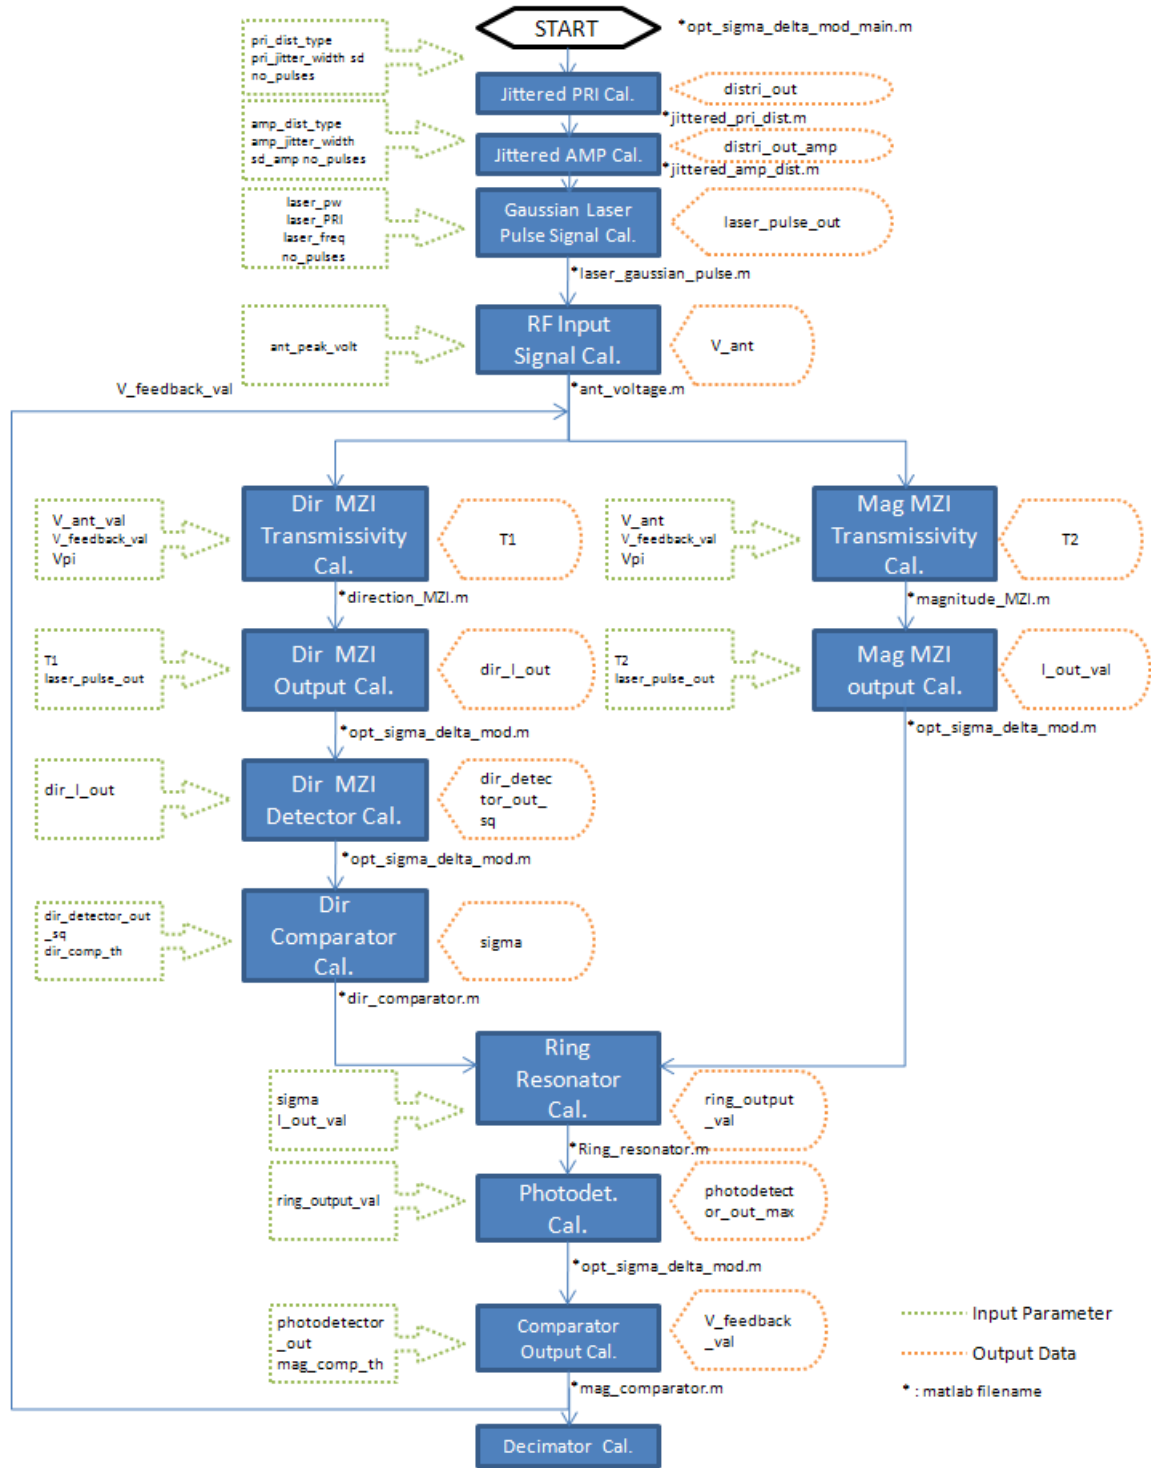 START
*opt_sigma_delta_mod_main.m
pri_dist_type
pri_jitter_width sd
no_pulses
Jittered PRI Cal.
distri_out
*jittered_pri_dist.m
amp_dist_type
amp_jitter_width
sd_amp no_pulses
Jittered AMP Cal.
distri_out_amp
*jittered_amp_dist.m
laser_pw
laser_PRI
laser_freq
no_pulses
Gaussian Laser
Pulse Signal Cal.
laser_pulse_out
*laser_gaussian_pulse.m
ant_peak_volt
RF Input
Signal Cal.
V_ant
V_feedback_val
*ant_voltage.m
V_ant_val
V_feedback_val
Vpi
Dir MZI
Transmissivity
Cal.
T1
V_ant
V_feedback_val
Vpi
Mag MZI
Transmissivity
Cal.
T2
*direction_MZI.m
*magnitude_MZI.m
T1
laser_pulse_out
Dir MZI
Output Cal.
dir_I_out
T2
laser_pulse_out
Mag MZI
output Cal.
I_out_val
*opt_sigma_delta_mod.m
*opt_sigma_delta_mod.m
dir_I_out
Dir MZI
Detector Cal.
dir_detec
tor_out_
sq
*opt_sigma_delta_mod.m
dir_detector_out
_sq
dir_comp_th
Dir
Comparator
Cal.
sigma
*dir_comparator.m
sigma
I_out_val
Ring
Resonator
Cal.
ring_output
_val
*Ring_resonator.m
ring_output_val
Photodet.
Cal.
photodetect
or_out_max
*opt_sigma_delta_mod.m
photodetector
_out
mag_comp_th
Comparator
Output Cal.
V_feedback
_val
*mag_comparator.m
Decimator Cal.
Input Parameter
Output Data
* : matlab filename